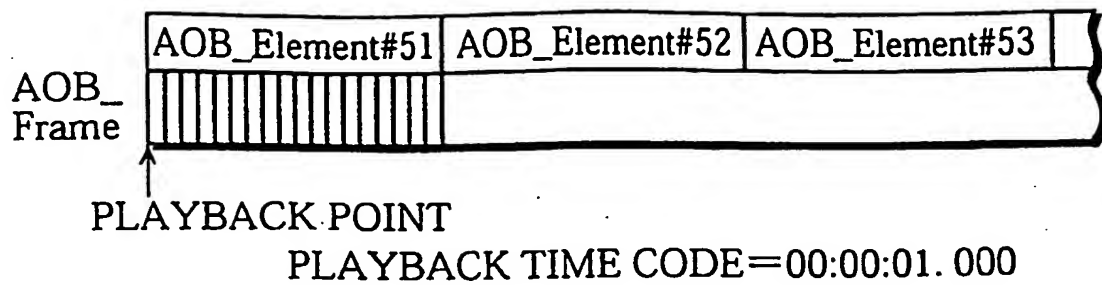 AOB_Element#51 AOB_Element#52 AOB_Element#53
AOB_
Frame
PLAYBACK POINT
PLAYBACK TIME CODE=00:00:01. 000